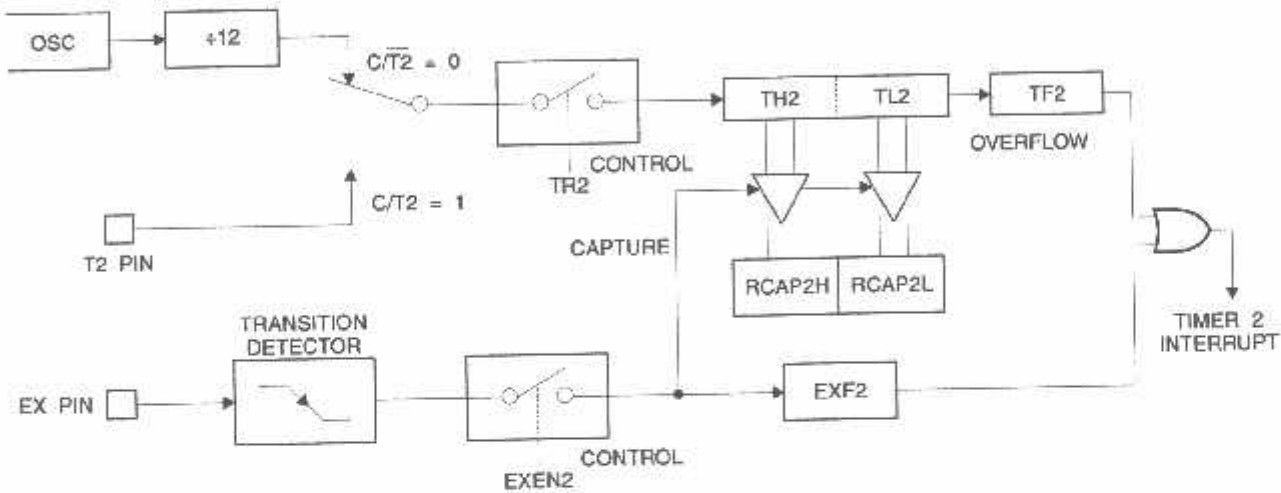 OSC
÷12
C/T2̅ = 0
TH2
TL2
TF2
OVERFLOW
CONTROL
TR2
C/T2 = 1
T2 PIN
CAPTURE
RCAP2H
RCAP2L
TIMER 2
INTERRUPT
TRANSITION
DETECTOR
EX PIN
EXF2
CONTROL
EXEN2